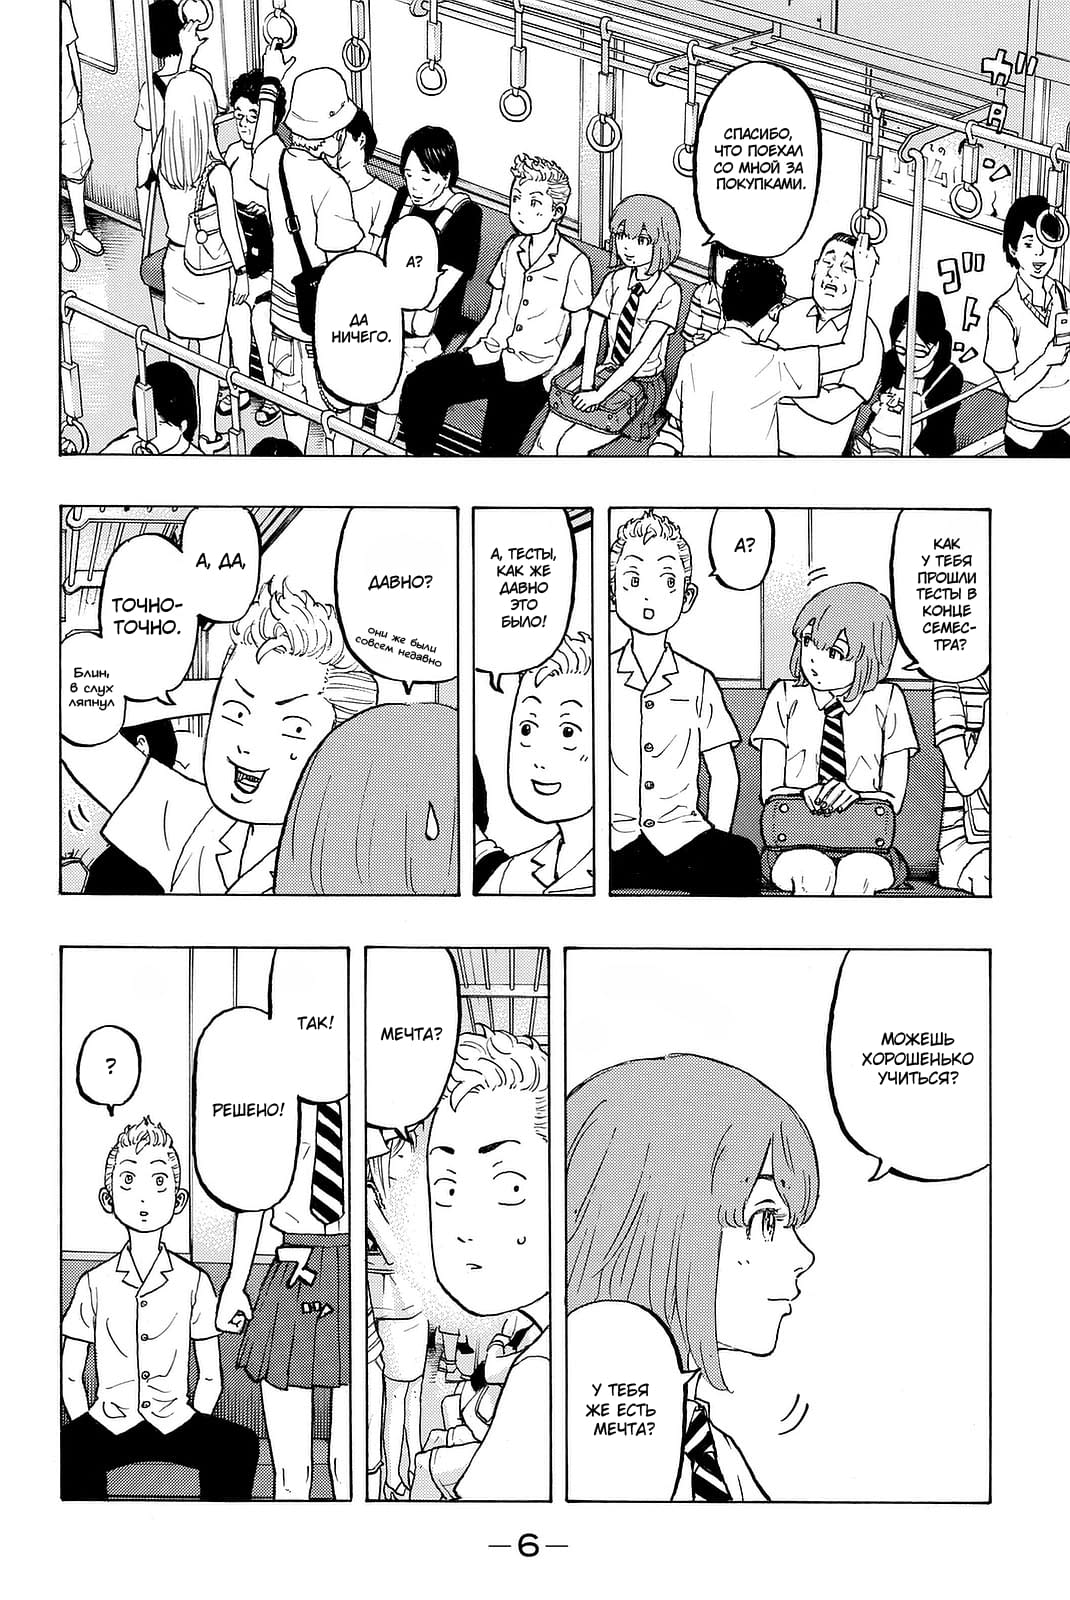 СПАСИБО,
ЧТО ПОЕХАЛ
СО МНОЙ ЗА
ПОКУПКАМИ.
А?
ДА
НИЧЕГО.
КАК
У ТЕБЯ
ПРОШЛИ
ТЕСТЫ В
КОНЦЕ
СЕМЕС-
ТРА?
А?
А, ТЕСТЫ,
КАК ЖЕ
ДАВНО
ЭТО
БЫЛО!
ДАВНО?
они же были
совсем недавно
А, ДА,
ТОЧНО-
ТОЧНО.
Блин,
в слух
ляпнул
МОЖЕШЬ
ХОРОШЕНЬКО
УЧИТЬСЯ?
У ТЕБЯ
ЖЕ ЕСТЬ
МЕЧТА?
МЕЧТА?
ТАК!
РЕШЕНО!
?
—6—